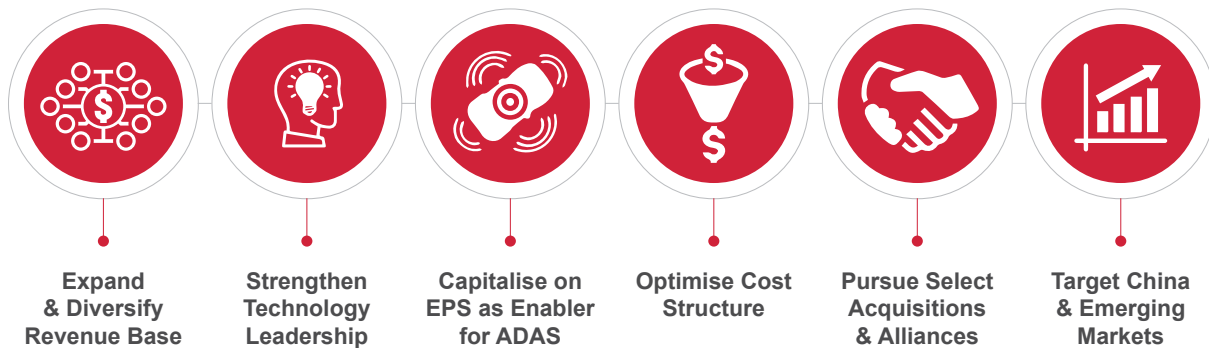 $
$
$
Expand
& Diversify
Revenue Base
Strengthen
Technology
Leadership
Capitalise on
EPS as Enabler
for ADAS
Optimise Cost
Structure
Pursue Select
Acquisitions
& Alliances
Target China
& Emerging
Markets